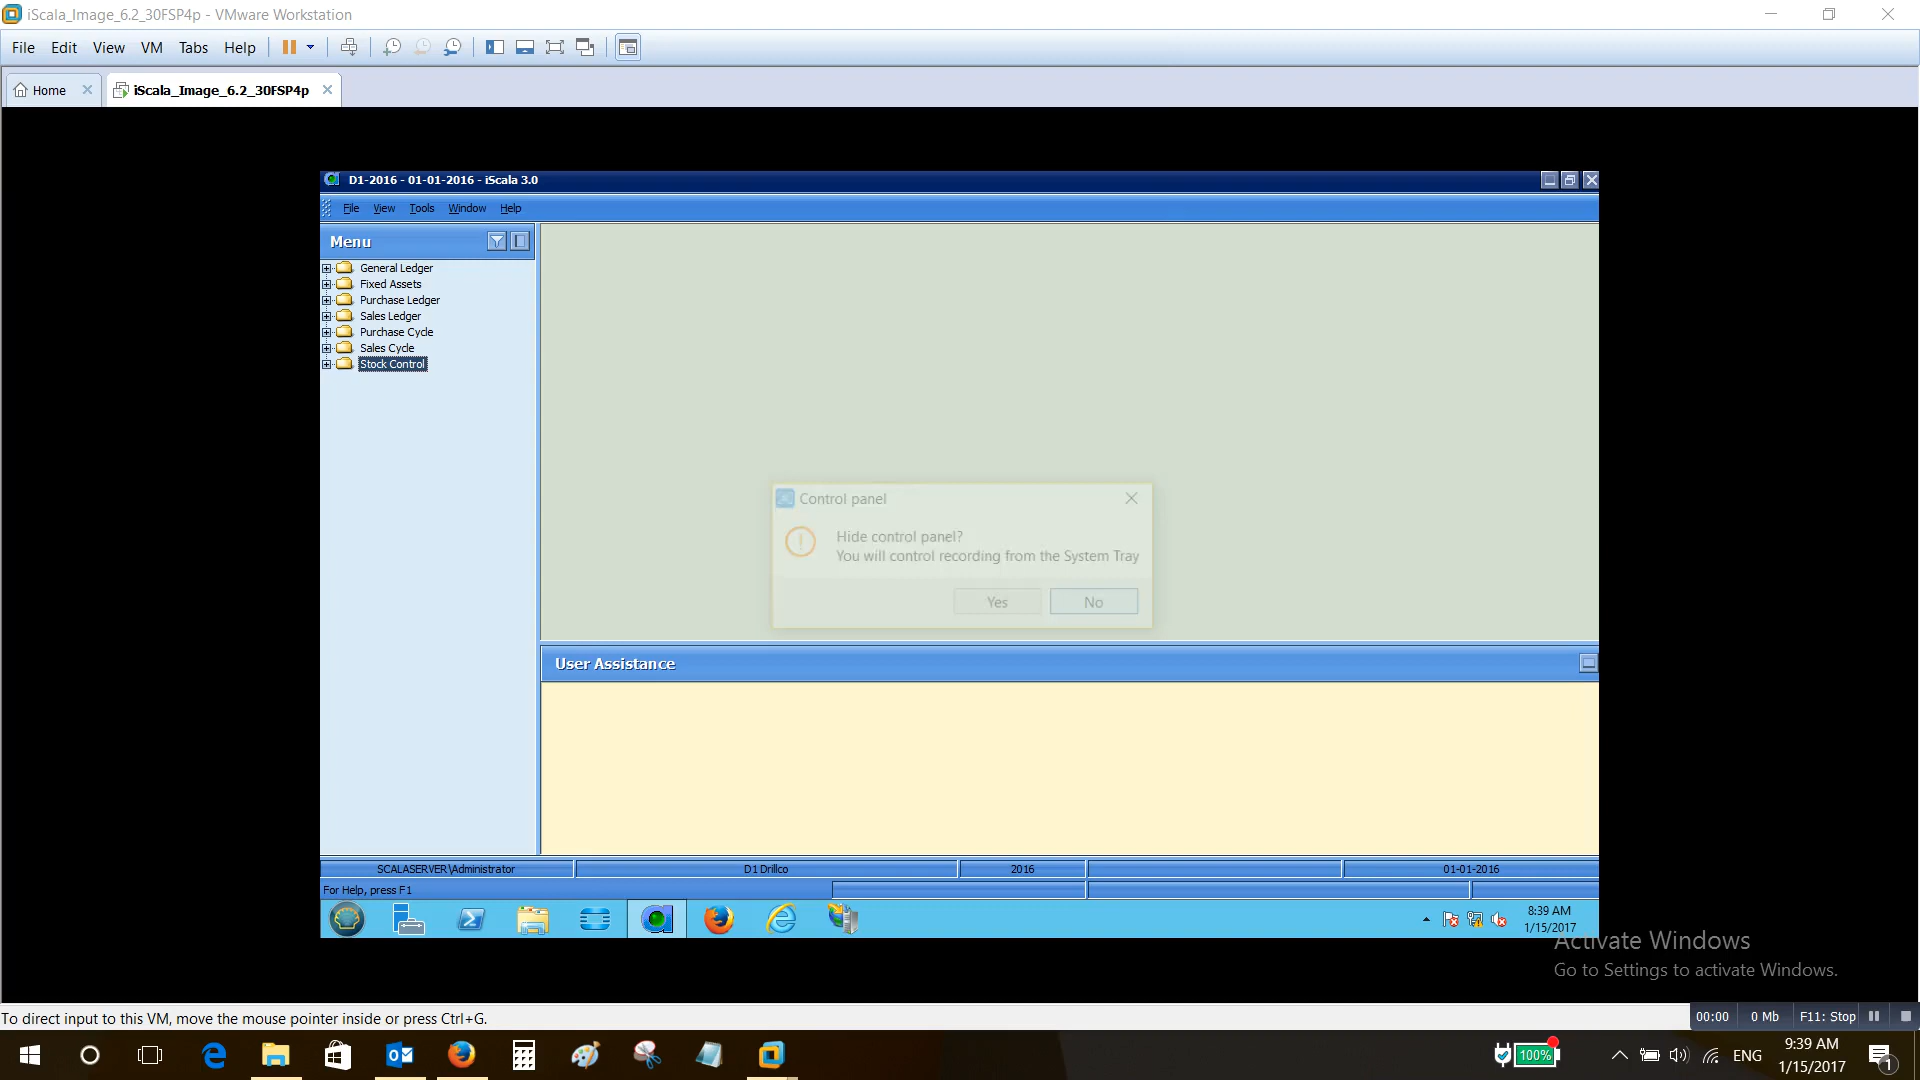 iScala_Image_6.2_30FSP4p - VMware Workstation
File Edit View VM Tabs Help
Home iScala_Image_6.2_30FSP4p
D1-2016 - 01-01-2016 - iScala 3.0
File View Tools Window Help
Menu
General Ledger
Fixed Assets
Purchase Ledger
Sales Ledger
Purchase Cycle
Sales Cycle
Stock Control
Control panel
Hide control panel?
You will control recording from the System Tray
Yes No
User Assistance
SCALASERVER\Administrator D1 Drillco 2016 01-01-2016
For Help, press F1
8:39 AM
1/15/2017
Activate Windows
Go to Settings to activate Windows.
To direct input to this VM, move the mouse pointer inside or press Ctrl+G.
00:00 0 Mb F11: Stop
100% ENG 9:39 AM
1/15/2017
1